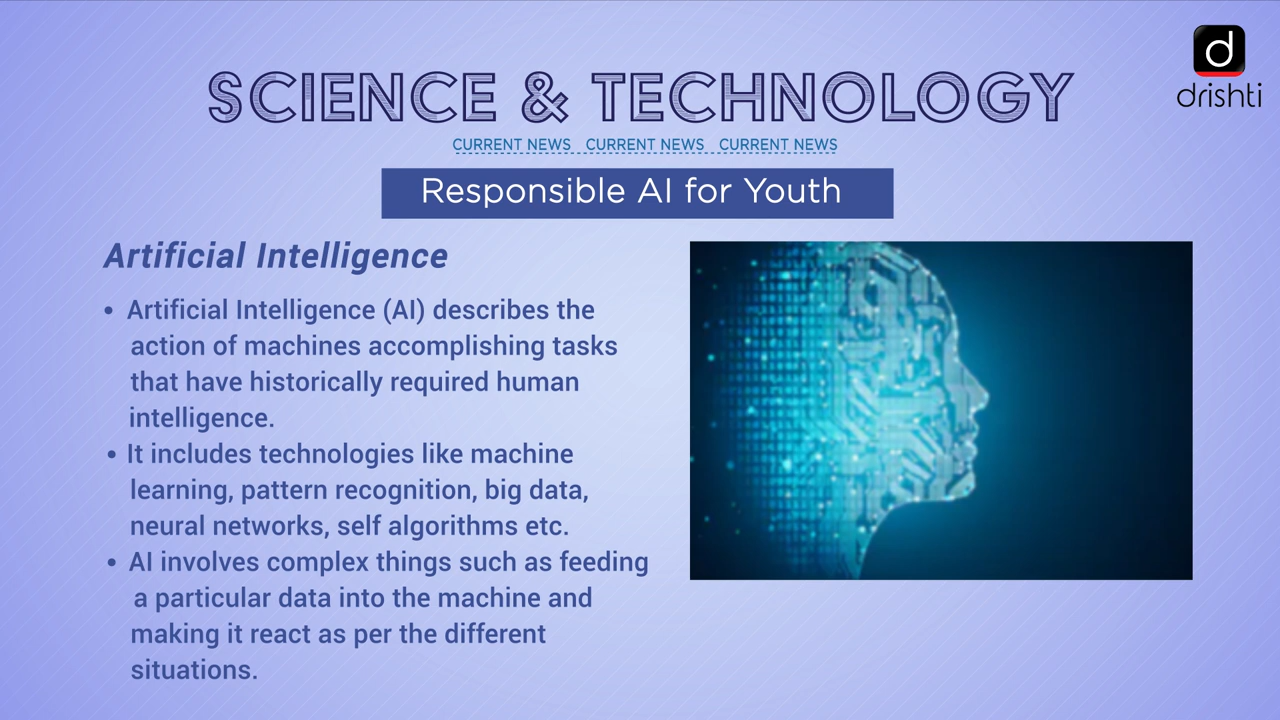 d
drishti
SCIENCE & TECHNOLOGY
CURRENT NEWS CURRENT NEWS CURRENT NEWS
Responsible AI for Youth
Artificial Intelligence
• Artificial Intelligence (AI) describes the
action of machines accomplishing tasks
that have historically required human
intelligence.
• It includes technologies like machine
learning, pattern recognition, big data,
neural networks, self algorithms etc.
• AI involves complex things such as feeding
a particular data into the machine and
making it react as per the different
situations.